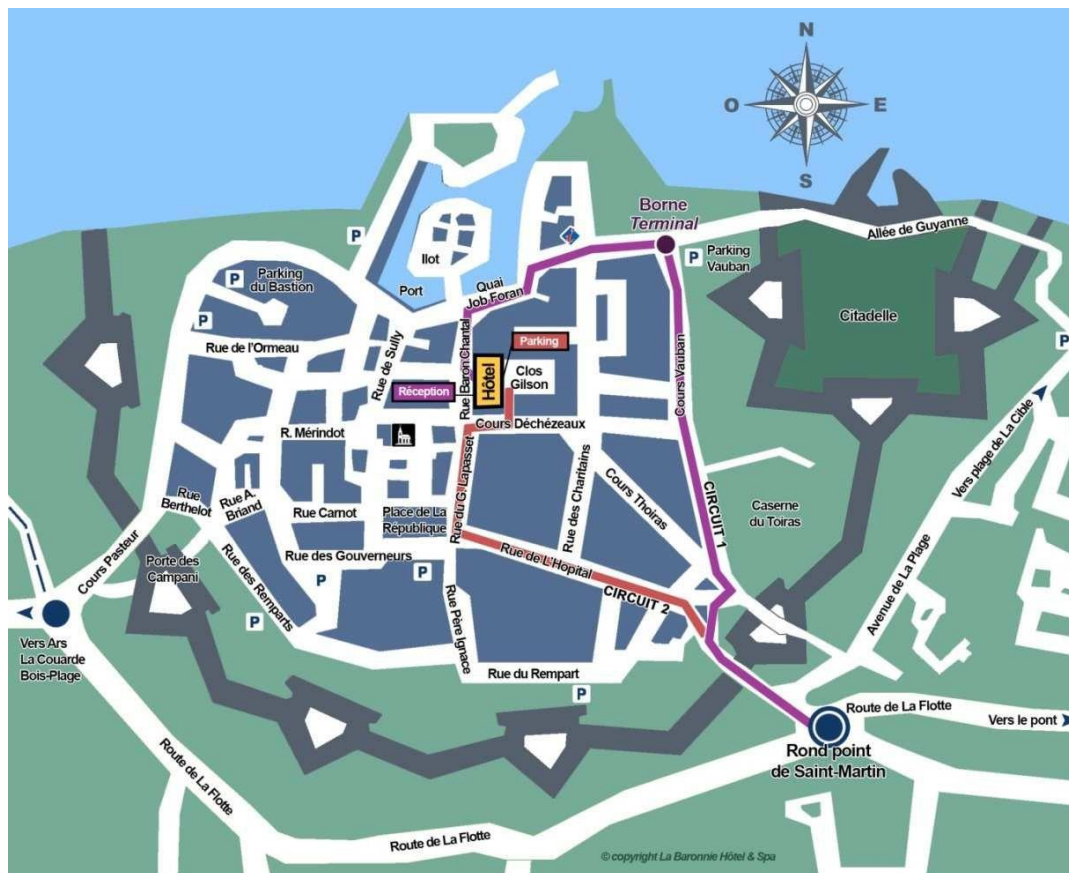 N
O
E
S
Borne
Terminal
Allée de Guyanne
P
P
Parking
Vauban
Ilot
Quai
Job Foran
Port
P
Parking
du Bastion
P
Citadelle
P
Rue de l'Ormeau
Rue de Sully
P
Rue Baron Chantal
Parking
Hôtel
Clos
Gilson
Réception
Cours Vauban
Vers plage de La Cible
R. Mérindot
Cours Déchézeaux
Rue du G. Lapasset
Rue des Charitains
Cours Thoiras
CIRCUIT 1
Caserne
du Toiras
Rue
Berthelot
Rue A.
Briand
Rue Carnot
Place de La
République
Rue des Gouverneurs
Rue de L'Hopital
CIRCUIT 2
Cours Pasteur
Porte des
Campani
Rue des Remparts
P
P
P
Rue Père Ignace
Avenue de La Plage
Vers Ars
La Couarde
Bois-Plage
Rue du Rempart
P
Route de La Flotte
Vers le pont
Rond point
de Saint-Martin
Route de La Flotte
Route de La Flotte
© copyright La Baronnie Hôtel & Spa